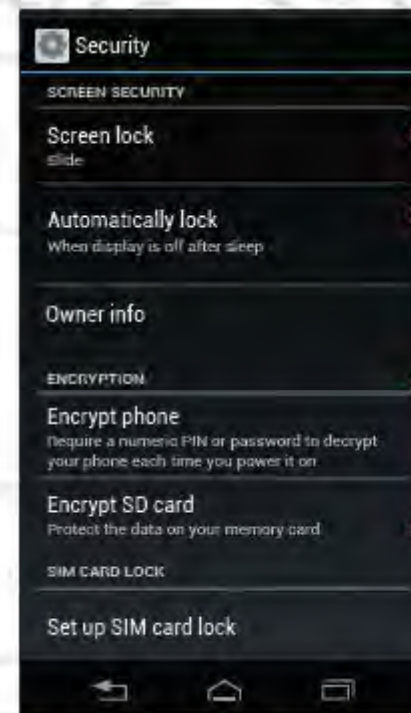 Security
SCREEN SECURITY
Screen lock
Slide
Automatically lock
When display is off after sleep
Owner info
ENCRYPTION
Encrypt phone
Require a numeric PIN or password to decrypt
your phone each time you power it on
Encrypt SD card
Protect the data on your memory card
SIM CARD LOCK
Set up SIM card lock